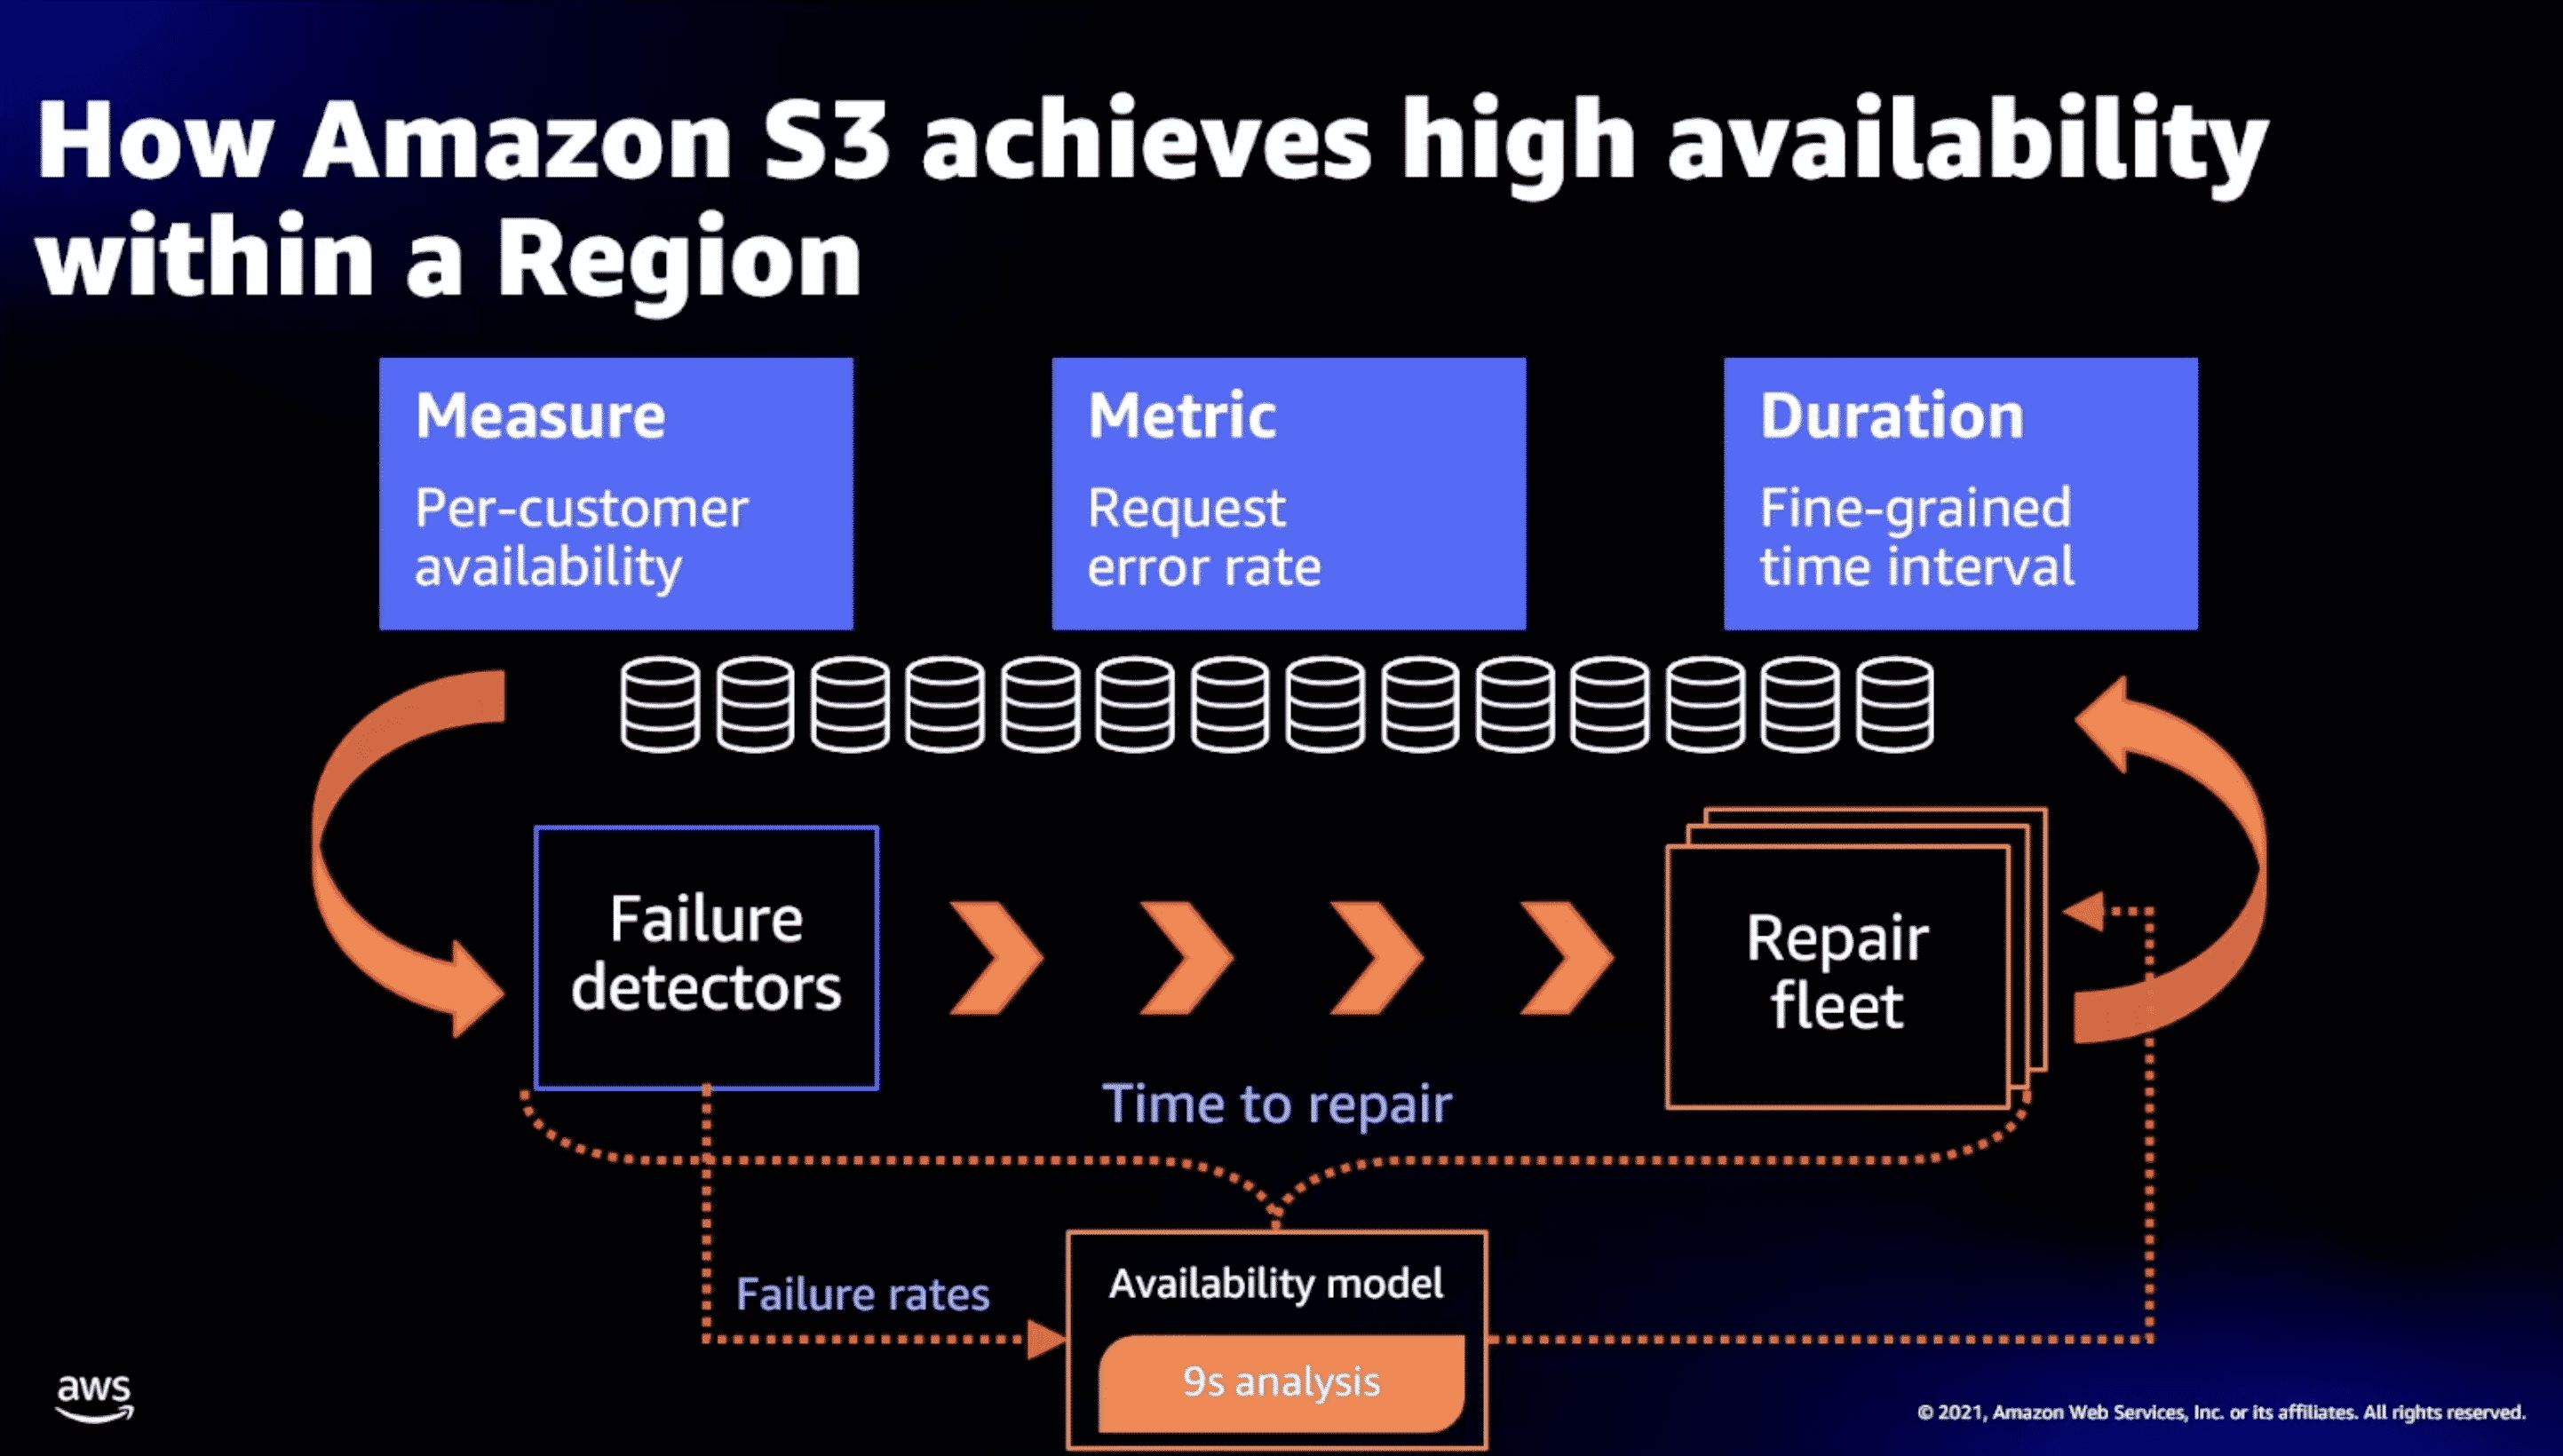 How Amazon S3 achieves high availability
within a Region
Measure
Per-customer
availability
Metric
Request
error rate
Duration
Fine-grained
time interval
Failure
detectors
Repair
fleet
Time to repair
Failure rates
Availability model
9s analysis
aws
© 2021, Amazon Web Services, Inc. or its affiliates. All rights reserved.